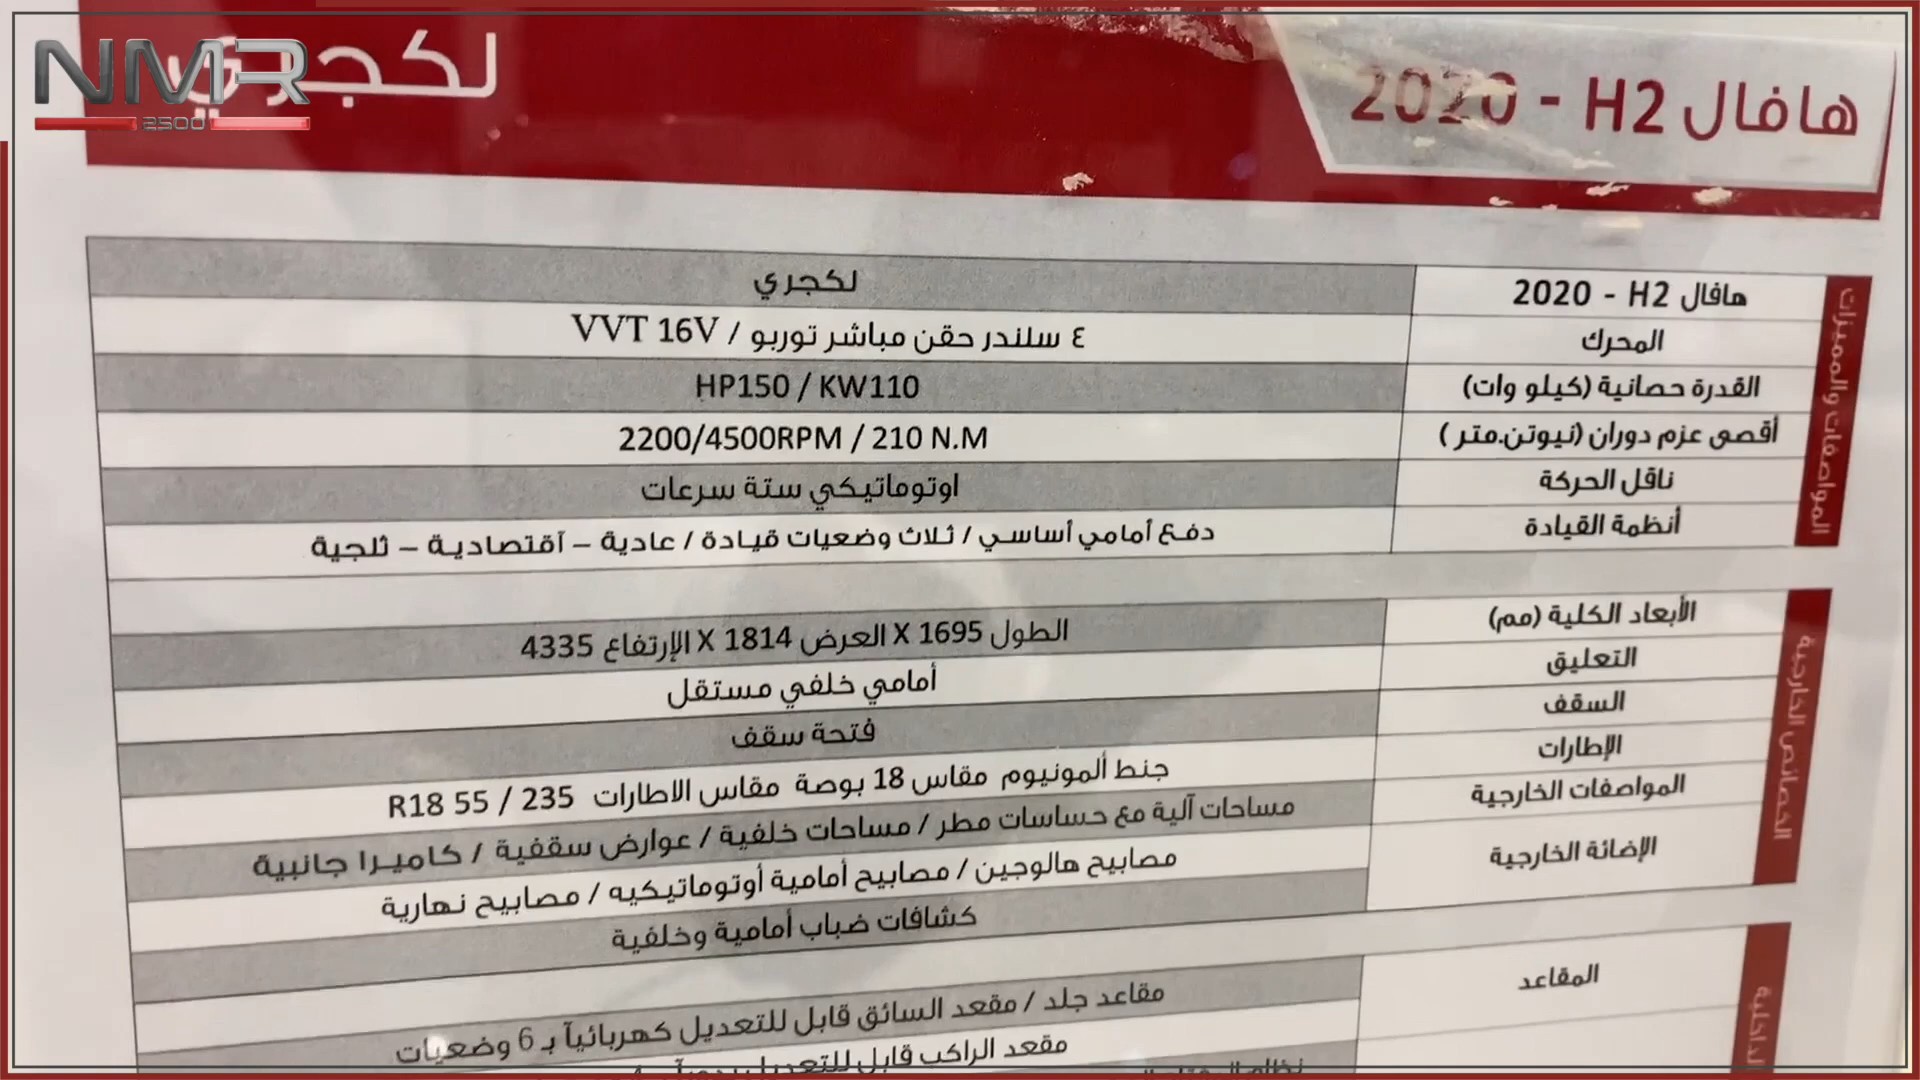 NMR
2500
لكجري
هافال H2 - 2020
المواصفات والمميزات
هافال H2 - 2020 لكجري
المحرك ٤ سلندر حقن مباشر توربو / VVT 16V
القدرة حصانية (كيلو وات) HP150 / KW110
أقصى عزم دوران (نيوتن.متر ) 2200/4500RPM / 210 N.M
ناقل الحركة اوتوماتيكي ستة سرعات
أنظمة القيادة دفع أمامي أساسي / ثلاث وضعيات قيادة / عادية – آقتصادية – ثلجية
الخصائص الخارجية
الأبعاد الكلية (مم) الطول 1695 X العرض 1814 X الإرتفاع 4335
التعليق أمامي خلفي مستقل
السقف فتحة سقف
الإطارات جنط ألمونيوم مقاس 18 بوصة مقاس الاطارات 235 / 55 R18
المواصفات الخارجية مساحات آلية مع حساسات مطر / مساحات خلفية / عوارض سقفية / كاميرا جانبية
الإضائة الخارجية مصابيح هالوجين / مصابيح أمامية أوتوماتيكيه / مصابيح نهارية
كشافات ضباب أمامية وخلفية
المقاعد مقاعد جلد / مقعد السائق قابل للتعديل كهربائيآ بـ 6 وضعيات
مقعد الراكب قابل للتعديل